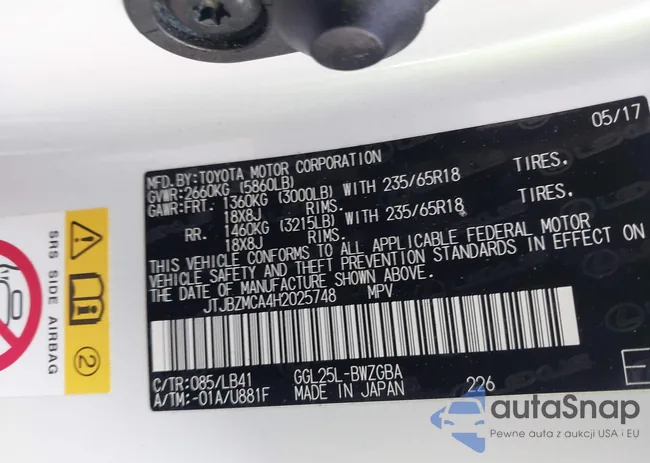 05/17
MFD.BY:TOYOTA MOTOR CORPORATION
GVWR:2660KG (5860LB)
GAWR:FRT. 1360KG (3000LB) WITH 235/65R18 TIRES.
18X8J RIMS.
RR. 1460KG (3215LB) WITH 235/65R18 TIRES.
18X8J RIMS.
THIS VEHICLE CONFORMS TO ALL APPLICABLE FEDERAL MOTOR
VEHICLE SAFETY AND THEFT PREVENTION STANDARDS IN EFFECT ON
THE DATE OF MANUFACTURE SHOWN ABOVE.
JTJBZMCA4H2025748 MPV
C/TR:085/LB41 GGL25L-BWZGBA
A/TM:-01A/U881F MADE IN JAPAN 226
SRS SIDE AIRBAG
2
autaSnap
Pewne auta z aukcji USA i EU